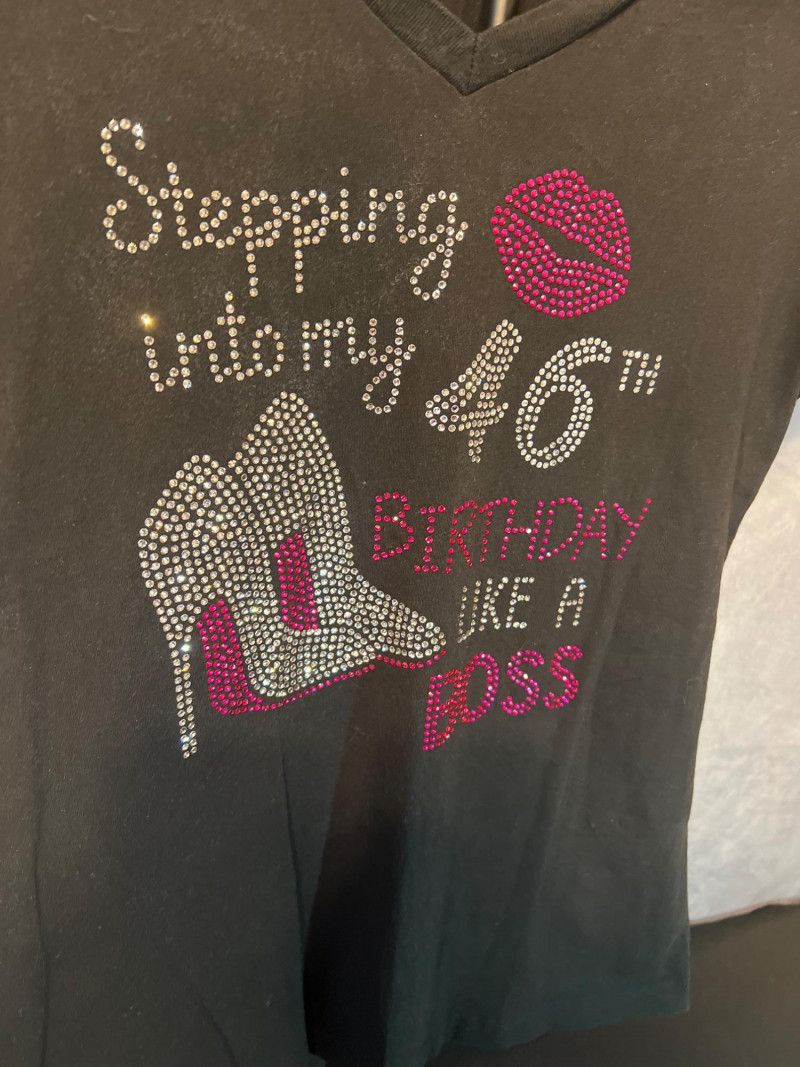 Stepping
into my 46TH
BIRTHDAY
LIKE A
BOSS